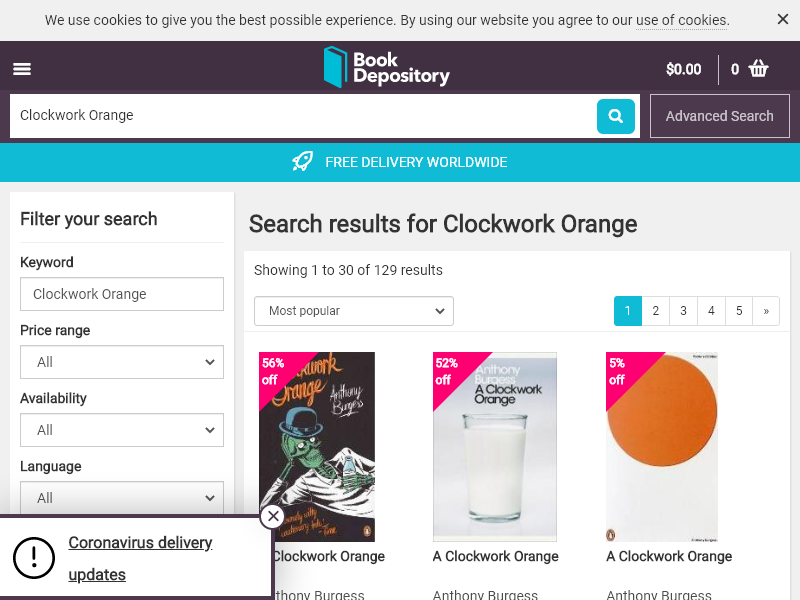 We use cookies to give you the best possible experience. By using our website you agree to our use of cookies.
Book
Depository
$0.00
0
Clockwork Orange
Advanced Search
FREE DELIVERY WORLDWIDE
Filter your search
Keyword
Clockwork Orange
Price range
All
Availability
All
Language
All
Search results for Clockwork Orange
Showing 1 to 30 of 129 results
Most popular
1 2 3 4 5 »
56%
off
Orange
Anthony
Burgess
52%
off
Anthony
Burgess
A Clockwork
Orange
5%
off
Clockwork Orange
A Clockwork Orange
A Clockwork Orange
thony Burgess
Anthony Burgess
Anthony Burgess
Coronavirus delivery
updates